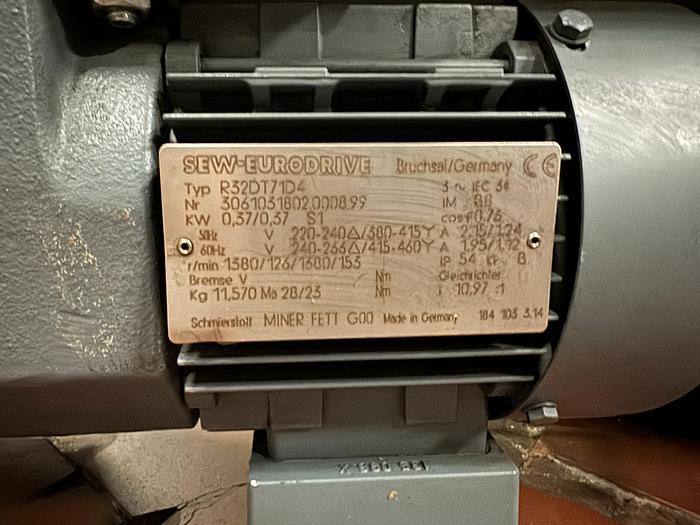 SEW-EURODRIVE Bruchsal/Germany CE
Typ R32DT71D4 3 ~ IEC 34
Nr 3061031802.0008.99 IM
KW 0,37/0,37 S1 cosφ 0,76
50Hz V 220-240△/380-415Y A 2,15/1,24
60Hz V 240-266△/415-460Y A 1,95/1,12
r/min 1380/126/1680/153 IP 54 Kl B
Bremse V Nm Gleichrichter
Kg 11,570 Ma 28/23 Nm i 10,97 :1
Schmierstoff MINER FETT G00 Made in Germany 184 103 3.14